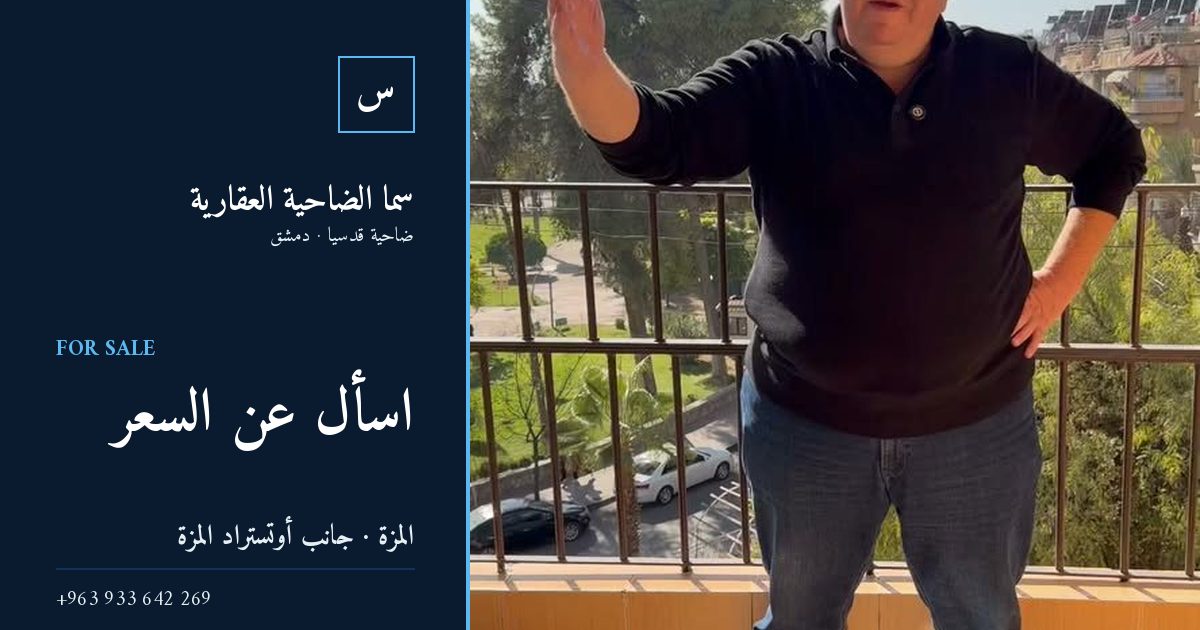 س
سما الضاحية العقارية
ضاحية قدسيا · دمشق
FOR SALE
اسأل عن السعر
المزة · جانب أوتستراد المزة
+963 933 642 269